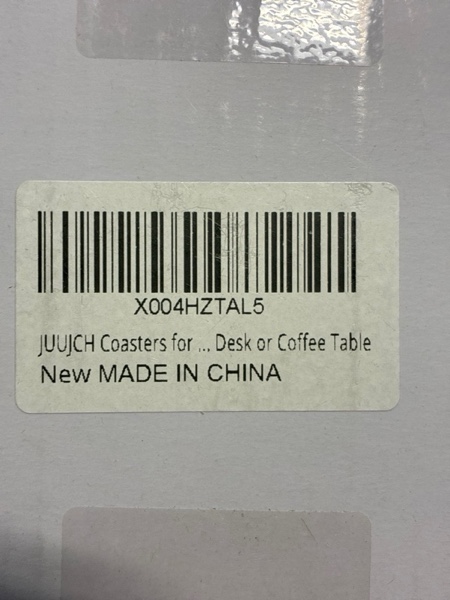 X004HZTAL5
JUUJCH Coasters for ... Desk or Coffee Table
New MADE IN CHINA